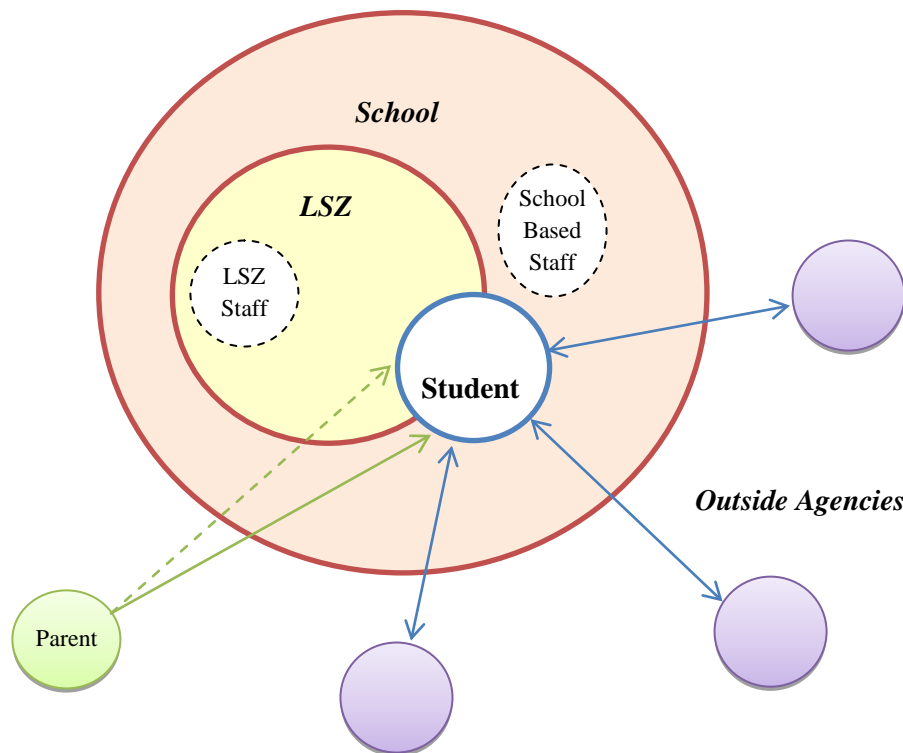 School
LSZ
School
Based
Staff
LSZ
Staff
Student
Outside Agencies
Parent